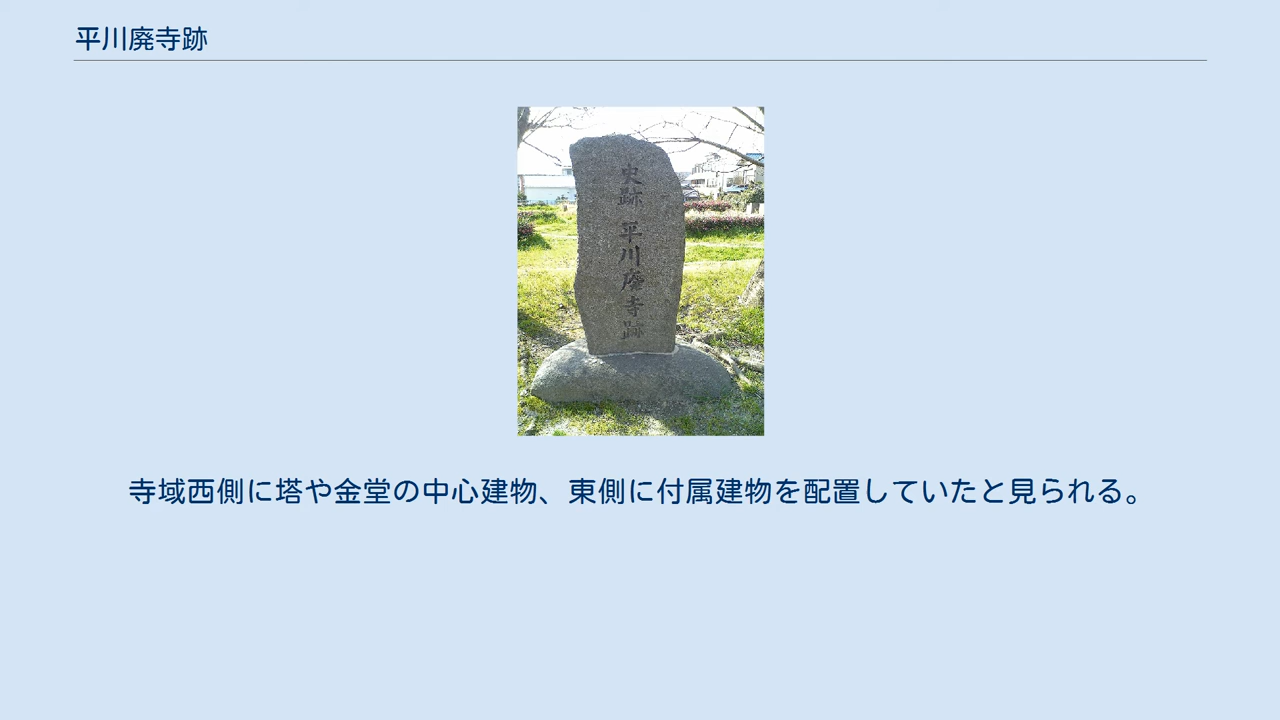 平川廃寺跡
史跡 平川廃寺跡
寺域西側に塔や金堂の中心建物、東側に付属建物を配置していたと見られる。